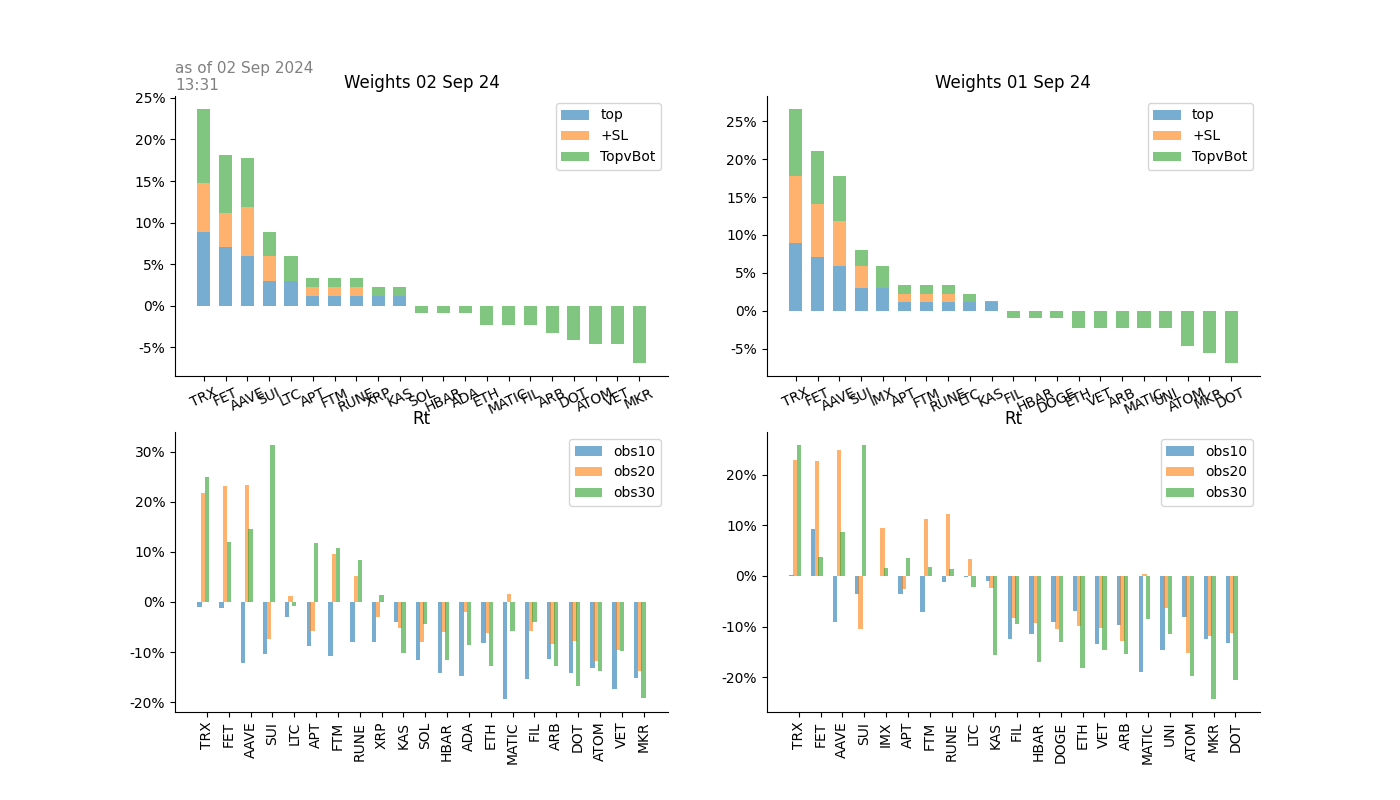 as of 02 Sep 2024
13:31
Weights 02 Sep 24
25%
20%
15%
10%
5%
0%
-5%
top
+SL
TopvBot
TRX FET AAVE SUI LTC APT FTM RUNE XRP KAS SOL HBAR ADA ETH MATIC FIL ARB DOT ATOM VET MKR
Weights 01 Sep 24
25%
20%
15%
10%
5%
0%
-5%
top
+SL
TopvBot
TRX FET AAVE SUI IMX APT FTM RUNE LTC KAS FIL HBAR DOGE ETH VET ARB MATIC UNI ATOM MKR DOT
Rt
30%
20%
10%
0%
-10%
-20%
obs10
obs20
obs30
TRX FET AAVE SUI LTC APT FTM RUNE XRP KAS SOL HBAR ADA ETH MATIC FIL ARB DOT ATOM VET MKR
Rt
20%
10%
0%
-10%
-20%
obs10
obs20
obs30
TRX FET AAVE SUI IMX APT FTM RUNE LTC KAS FIL HBAR DOGE ETH VET ARB MATIC UNI ATOM MKR DOT